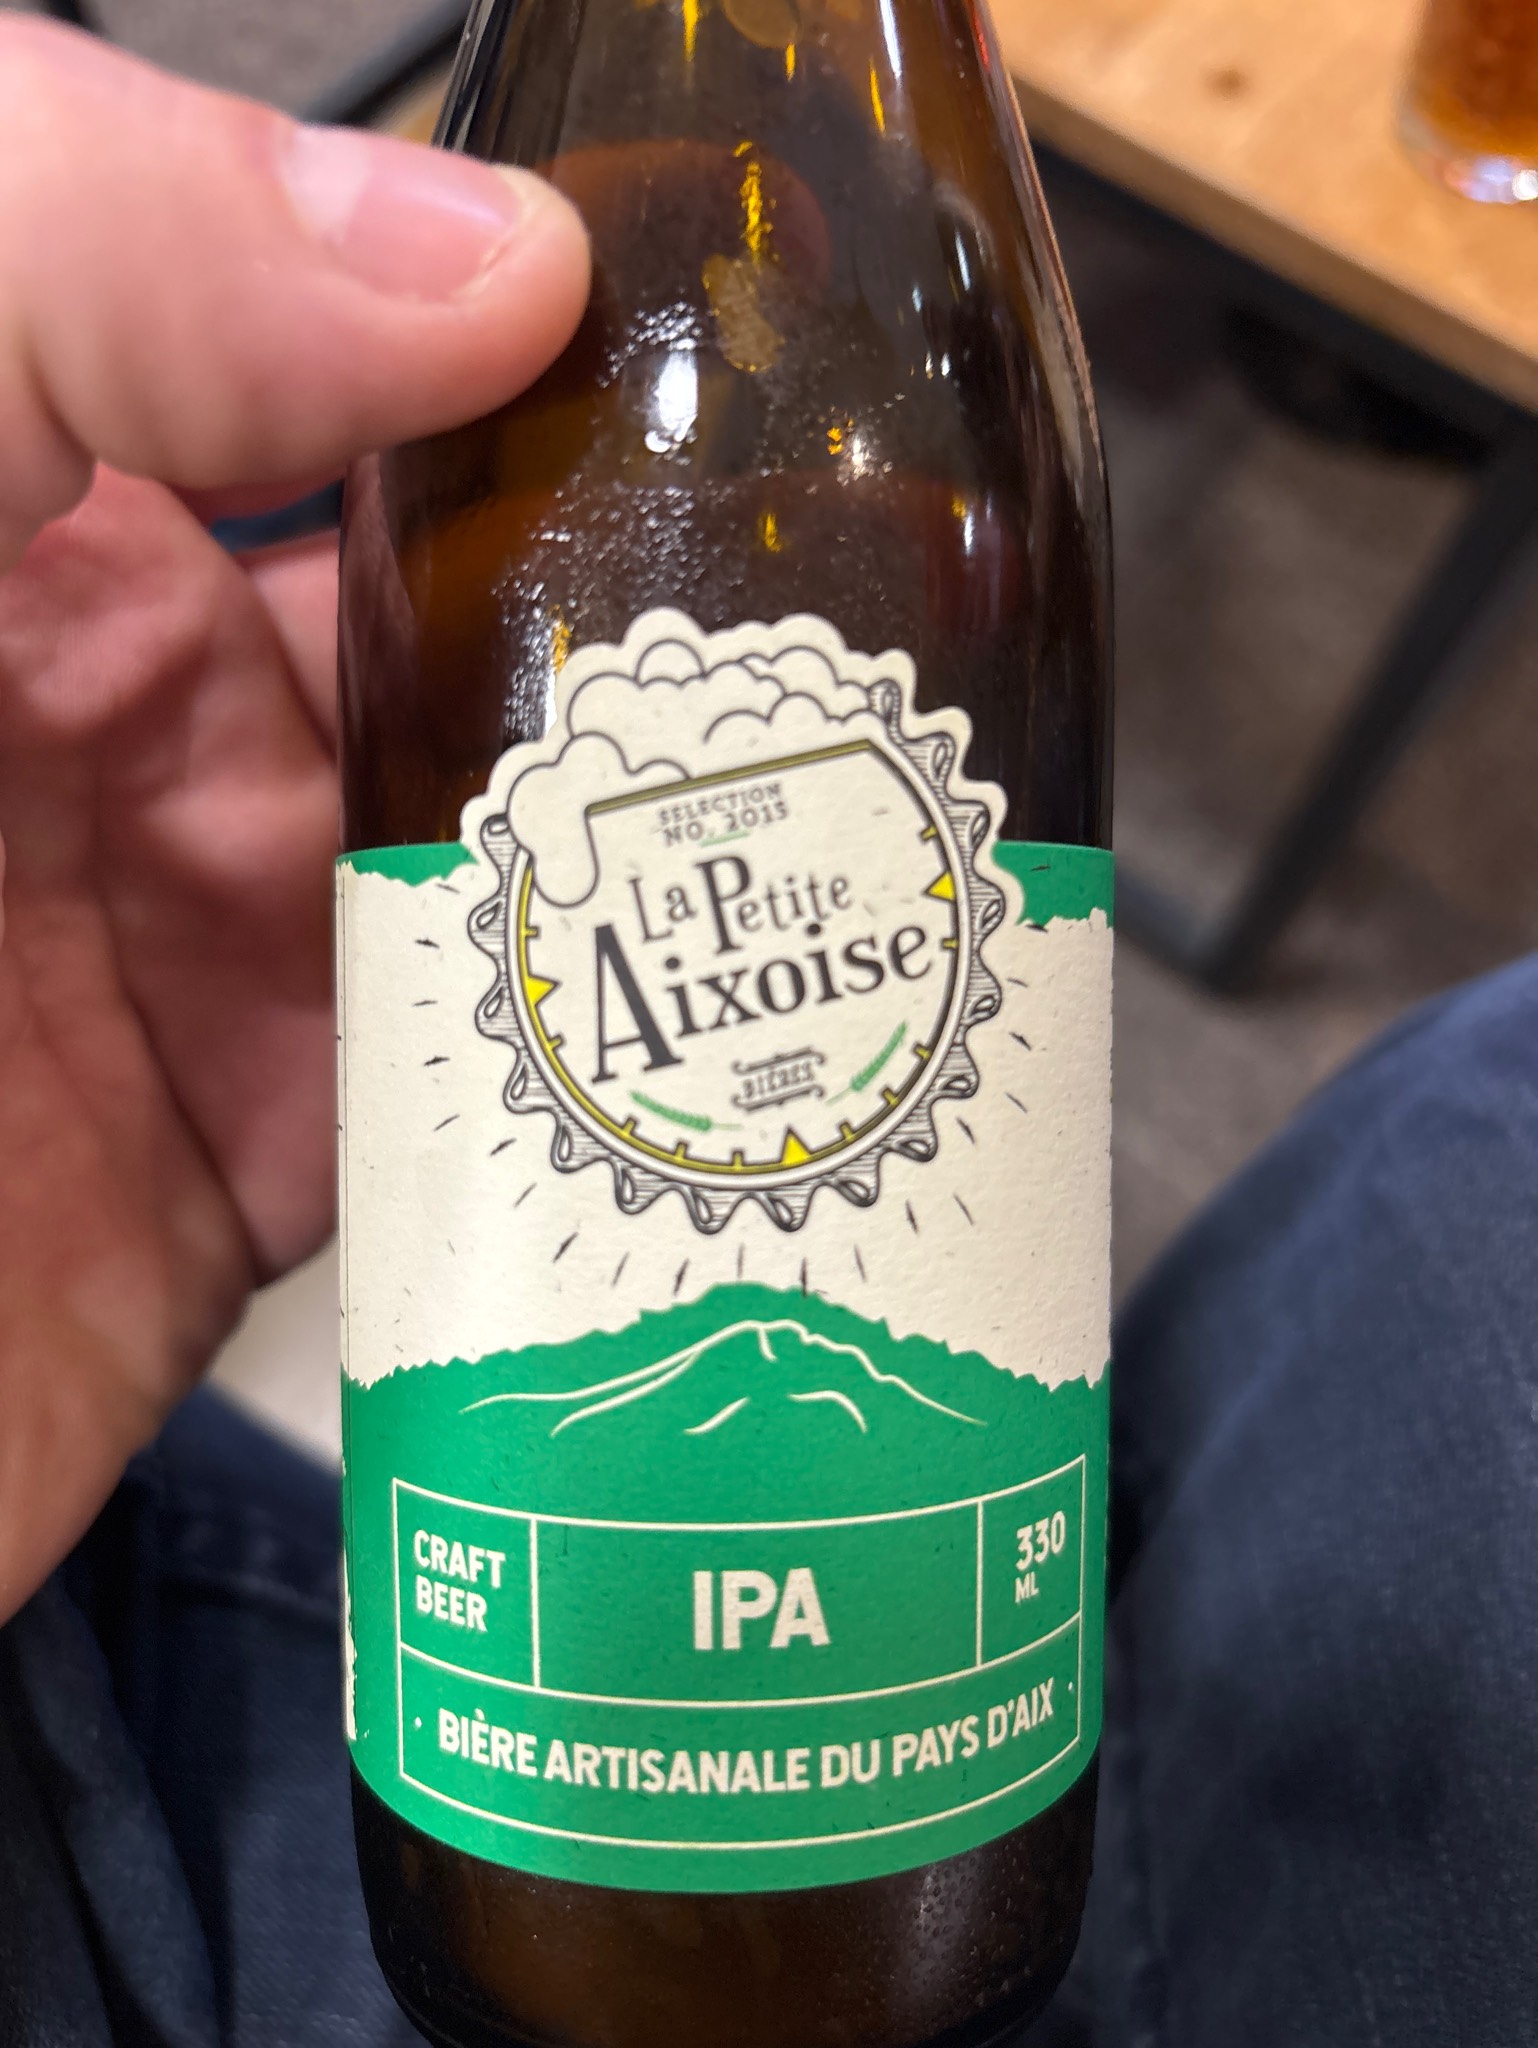 SELECTION
NO. 2015
La Petite
Aixoise
BIÈRES
CRAFT
BEER
IPA
330
ML
· BIÈRE ARTISANALE DU PAYS D'AIX ·